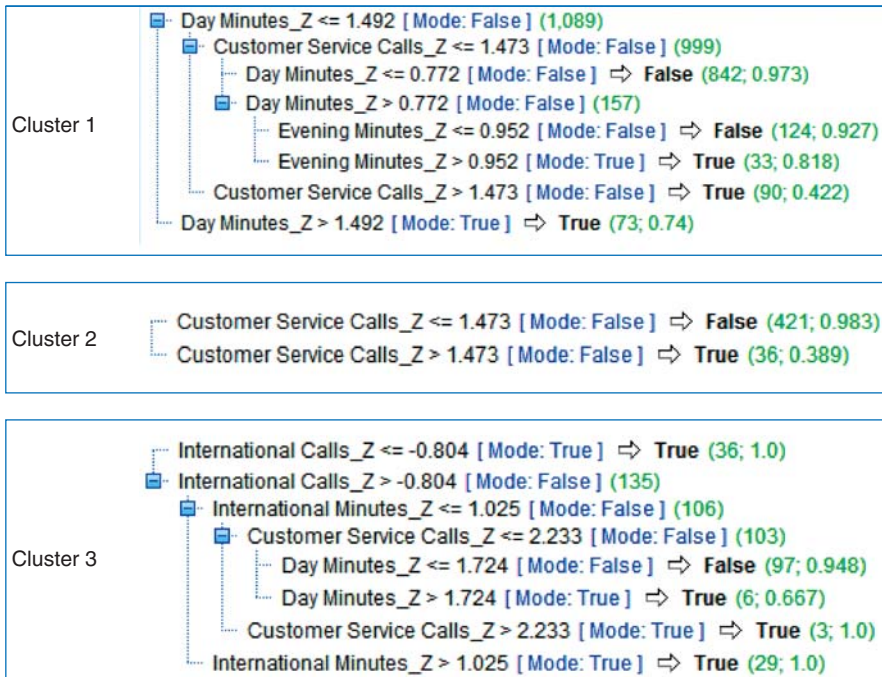 Day Minutes_Z <= 1.492 [Mode: False] (1,089)
Customer Service Calls_Z <= 1.473 [Mode: False] (999)
Day Minutes_Z <= 0.772 [Mode: False] ⇨ False (842; 0.973)
Day Minutes_Z > 0.772 [Mode: False] (157)
Cluster 1
Evening Minutes_Z <= 0.952 [Mode: False] ⇨ False (124; 0.927)
Evening Minutes_Z > 0.952 [Mode: True] ⇨ True (33; 0.818)
Customer Service Calls_Z > 1.473 [Mode: False] ⇨ True (90; 0.422)
Day Minutes_Z > 1.492 [Mode: True] ⇨ True (73; 0.74)
Cluster 2
Customer Service Calls_Z <= 1.473 [Mode: False] ⇨ False (421; 0.983)
Customer Service Calls_Z > 1.473 [Mode: False] ⇨ True (36; 0.389)
International Calls_Z <= -0.804 [Mode: True] ⇨ True (36; 1.0)
International Calls_Z > -0.804 [Mode: False] (135)
International Minutes_Z <= 1.025 [Mode: False] (106)
Customer Service Calls_Z <= 2.233 [Mode: False] (103)
Cluster 3
Day Minutes_Z <= 1.724 [Mode: False] ⇨ False (97; 0.948)
Day Minutes_Z > 1.724 [Mode: True] ⇨ True (6; 0.667)
Customer Service Calls_Z > 2.233 [Mode: True] ⇨ True (3; 1.0)
International Minutes_Z > 1.025 [Mode: True] ⇨ True (29; 1.0)